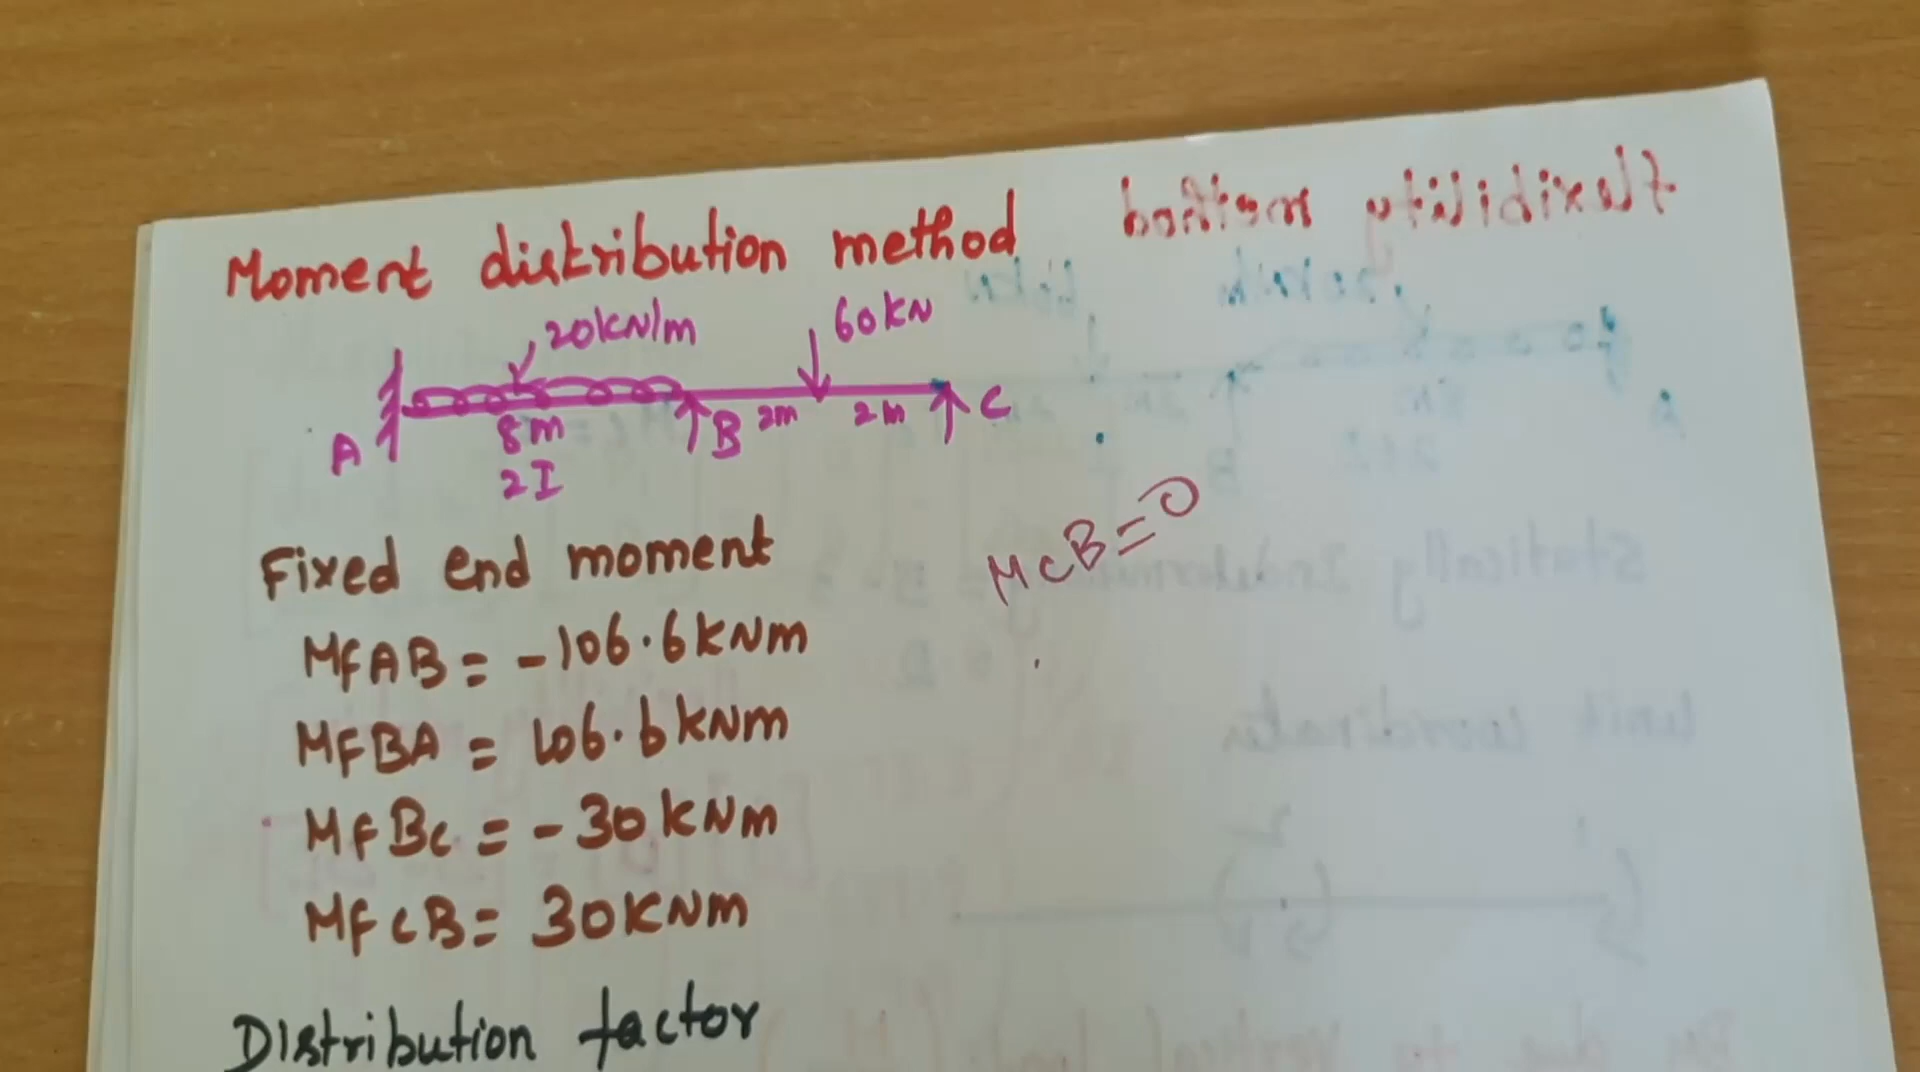 Moment distribution method
20kN/m 60kN
A 8m B 2m 2m C
2I
MCB=0
Fixed end moment
MFAB = -106.6kNm
MFBA = 106.6kNm
MFBC = -30kNm
MFCB = 30kNm
Distribution factor